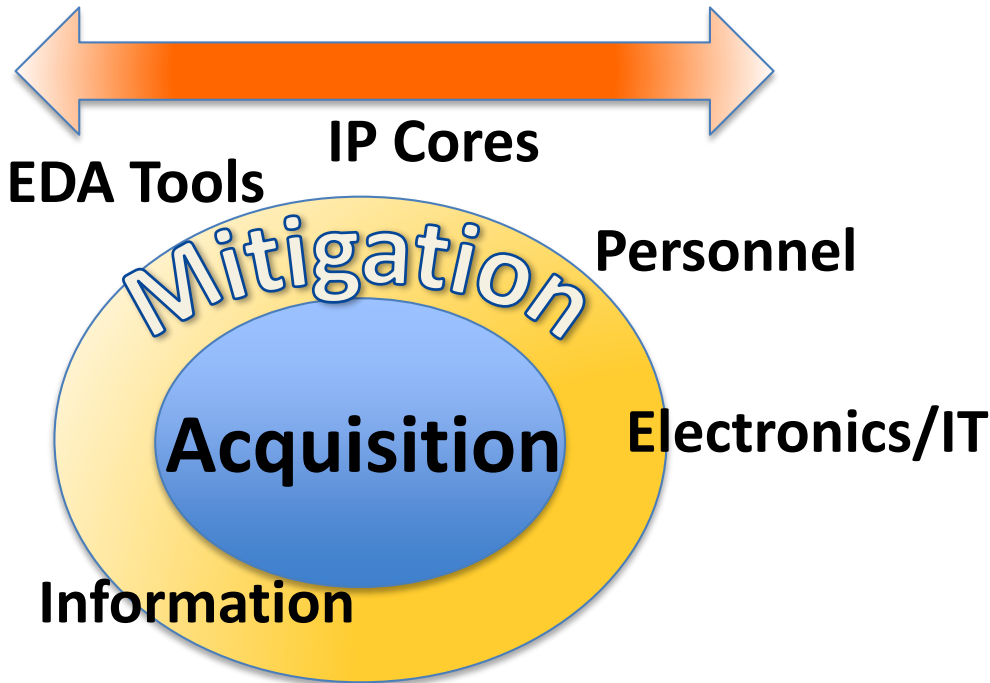 IP Cores
EDA Tools
Mitigation
Personnel
Acquisition
Electronics/IT
Information